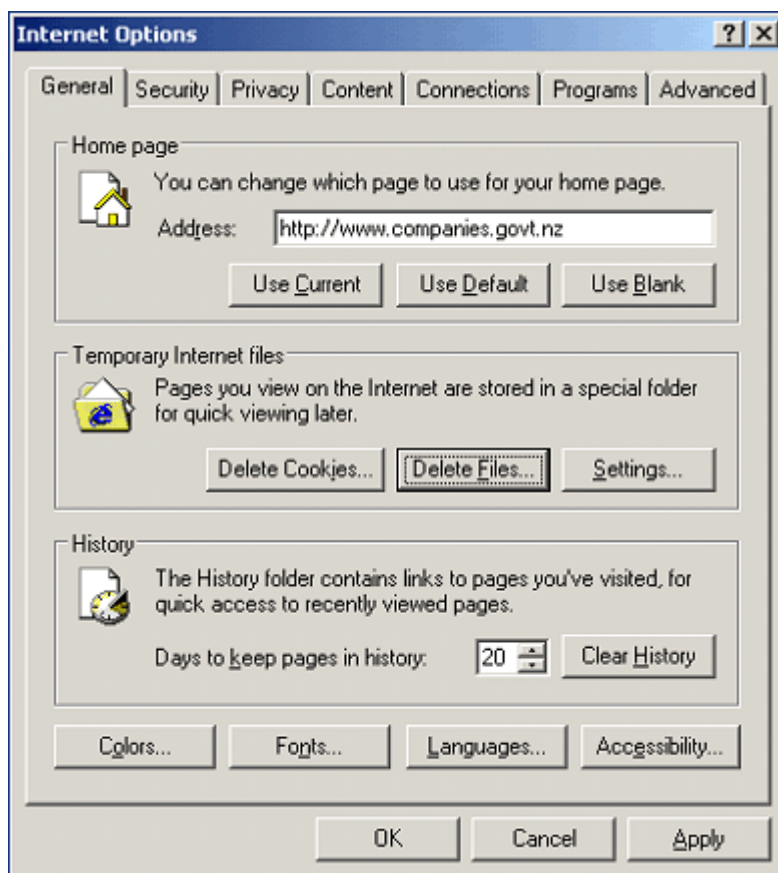 Internet Options
General Security Privacy Content Connections Programs Advanced
Home page
You can change which page to use for your home page.
Address: http://www.companies.govt.nz
Use Current Use Default Use Blank
Temporary Internet files
Pages you view on the Internet are stored in a special folder
for quick viewing later.
Delete Cookies... Delete Files... Settings...
History
The History folder contains links to pages you've visited, for
quick access to recently viewed pages.
Days to keep pages in history: 20 Clear History
Colors... Fonts... Languages... Accessibility...
OK Cancel Apply